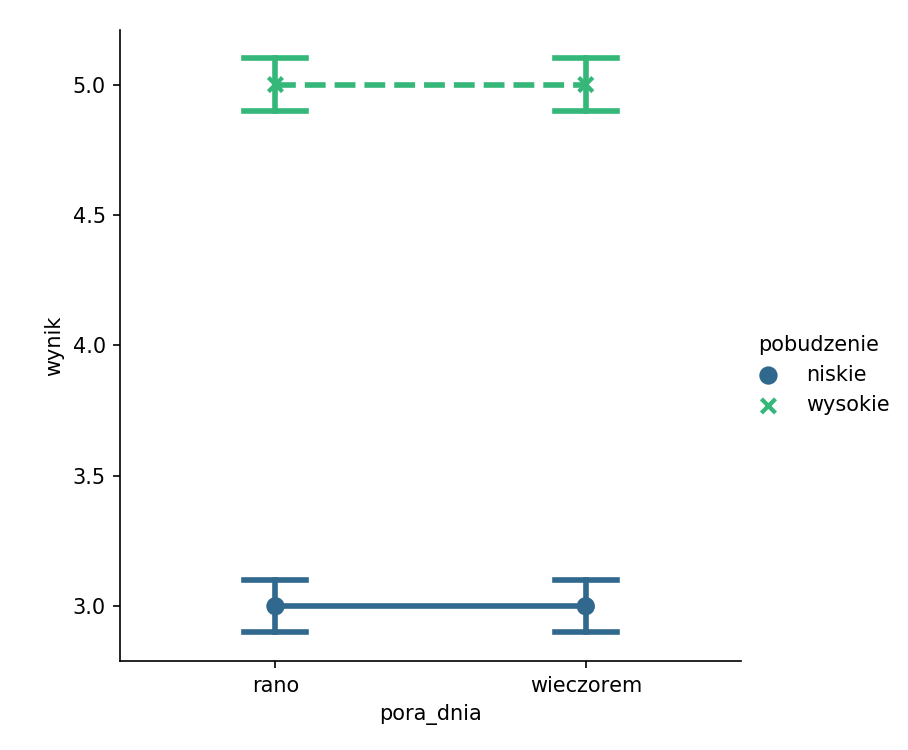 5.0
4.5
4.0
3.5
3.0
wynik
rano
wieczorem
pora_dnia
pobudzenie
niskie
wysokie